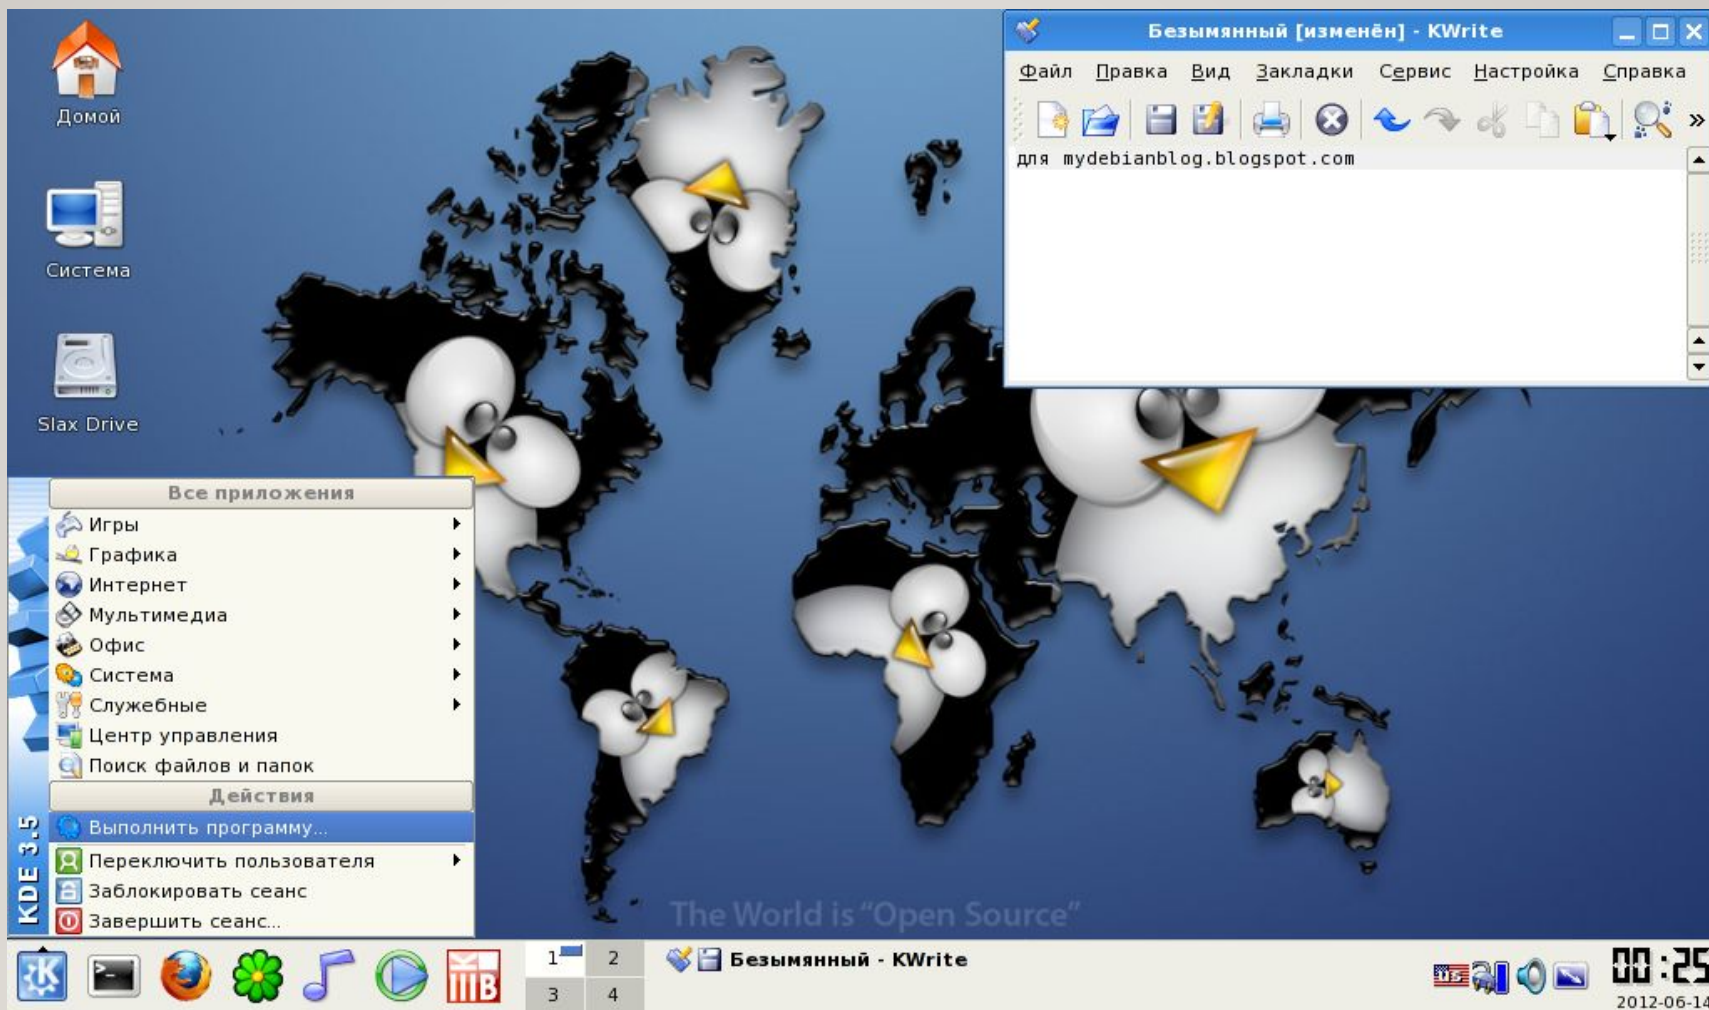 Домой
Система
Slax Drive
Безымянный [изменён] - KWrite
Файл Правка Вид Закладки Сервис Настройка Справка
для mydebianblog.blogspot.com
Все приложения
Игры
Графика
Интернет
Мультимедиа
Офис
Система
Служебные
Центр управления
Поиск файлов и папок
Действия
Выполнить программу...
Переключить пользователя
Заблокировать сеанс
Завершить сеанс...
KDE 3.5
The World is “Open Source”
1 2
3 4
Безымянный - KWrite
US
00:25
2012-06-14